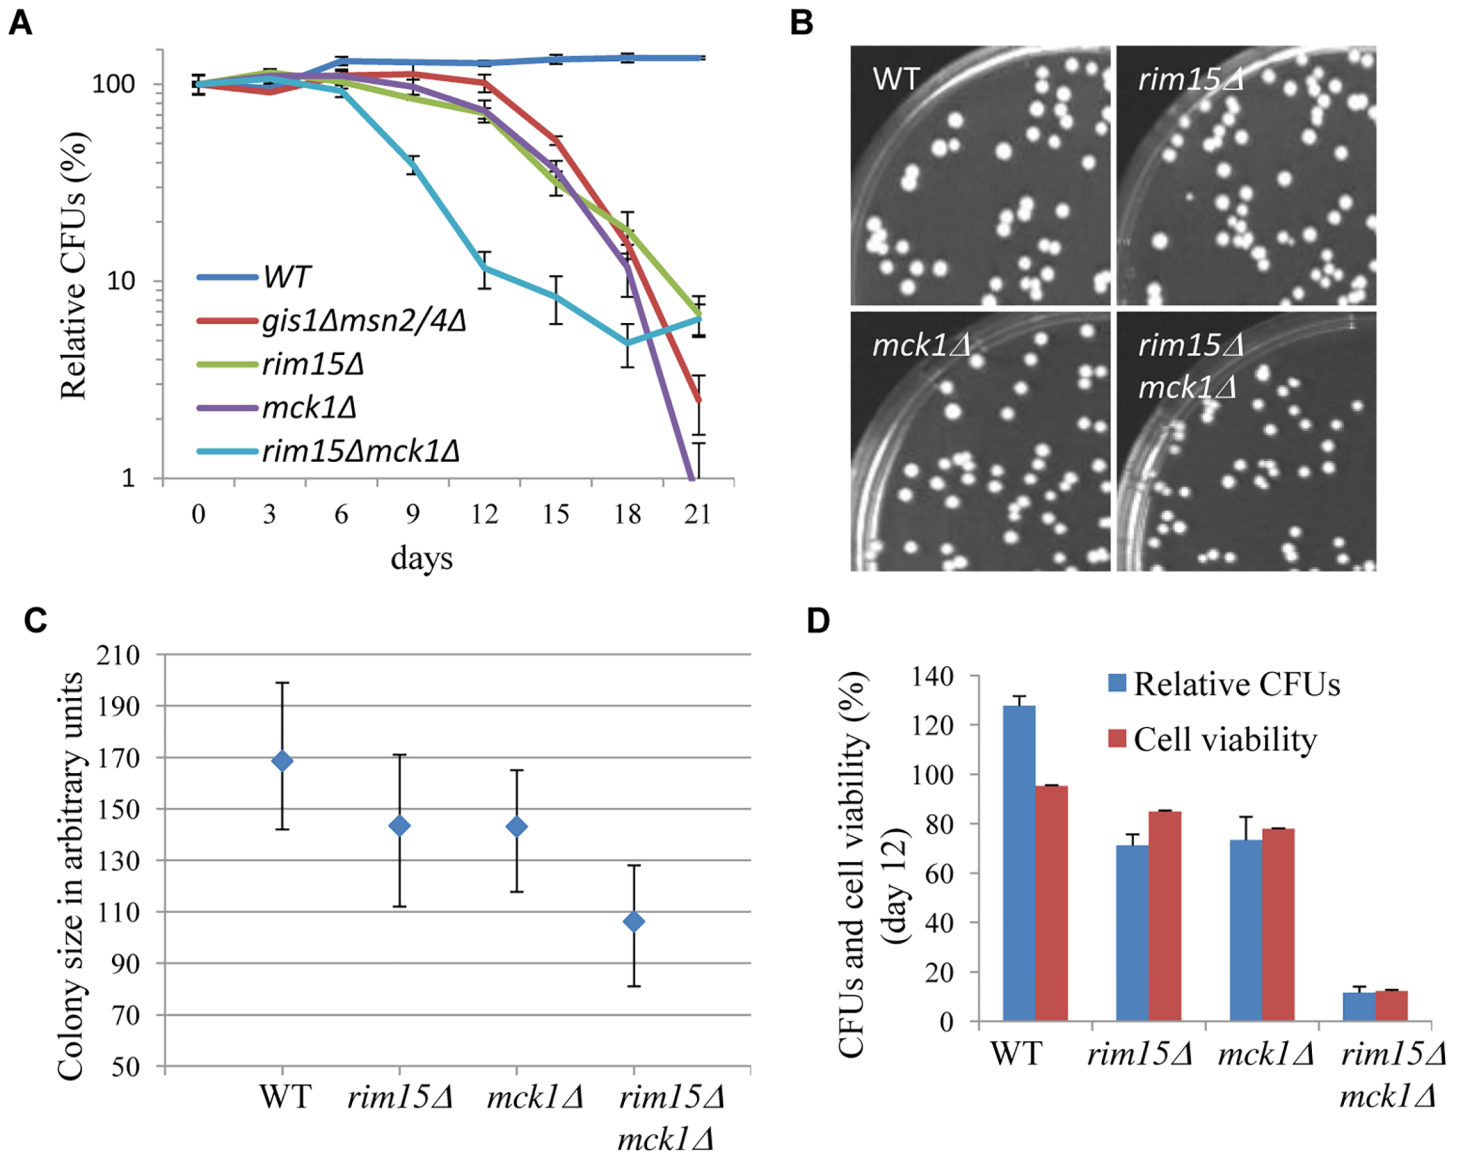 A
Relative CFUs (%)
100
10
1
WT
gis1Δmsn2/4Δ
rim15Δ
mck1Δ
rim15Δmck1Δ
0 3 6 9 12 15 18 21
days
B
WT
rim15Δ
mck1Δ
rim15Δ
mck1Δ
C
Colony size in arbitrary units
210
190
170
150
130
110
90
70
50
WT rim15Δ mck1Δ rim15Δ
mck1Δ
D
CFUs and cell viability (%)
(day 12)
140
120
100
80
60
40
20
0
Relative CFUs
Cell viability
WT rim15Δ mck1Δ rim15Δ
mck1Δ